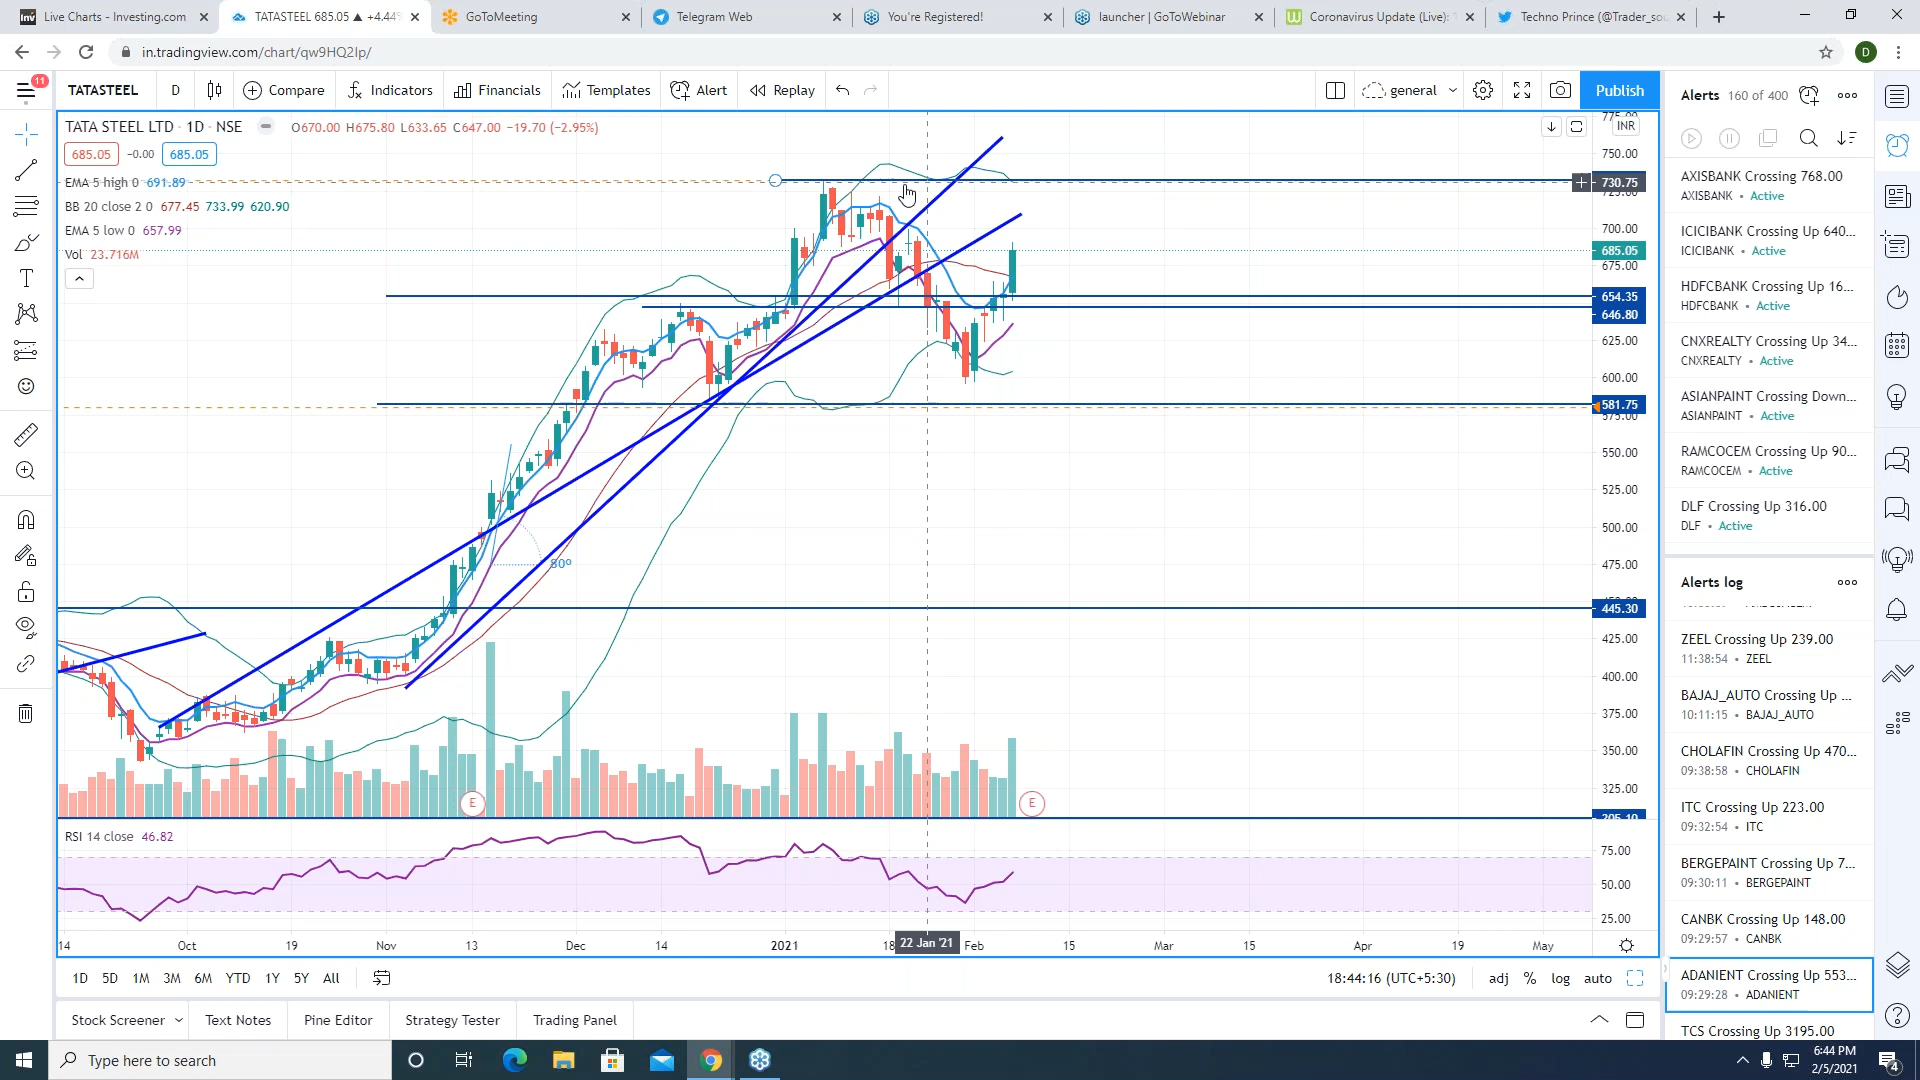 Live Charts - Investing.com
TATASTEEL 685.05 ▲ +4.44%
GoToMeeting
Telegram Web
You're Registered!
launcher | GoToWebinar
Coronavirus Update (Live):
Techno Prince (@Trader_sou
in.tradingview.com/chart/qw9HQ2Ip/
D
11
TATASTEEL
D
Compare
Indicators
Financials
Templates
Alert
Replay
general
Publish
TATA STEEL LTD · 1D · NSE
O670.00 H675.80 L633.65 C647.00 −19.70 (−2.95%)
685.05 −0.00 685.05
EMA 5 high 0 691.89
BB 20 close 2 0 677.45 733.99 620.90
EMA 5 low 0 657.99
Vol 23.716M
80º
E
E
INR
775.00
750.00
730.75
725.00
700.00
685.05
675.00
654.35
646.80
625.00
600.00
581.75
575.00
550.00
525.00
500.00
475.00
445.30
425.00
400.00
375.00
350.00
325.00
205.10
RSI 14 close 46.82
75.00
50.00
25.00
14 Oct 19 Nov 13 Dec 14 2021 18 22 Jan '21 Feb 15 Mar 15 Apr 19 May
1D 5D 1M 3M 6M YTD 1Y 5Y All
18:44:16 (UTC+5:30) adj % log auto
Stock Screener
Text Notes
Pine Editor
Strategy Tester
Trading Panel
Alerts 160 of 400
AXISBANK Crossing 768.00
AXISBANK • Active
ICICIBANK Crossing Up 640...
ICICIBANK • Active
HDFCBANK Crossing Up 16...
HDFCBANK • Active
CNXREALTY Crossing Up 34...
CNXREALTY • Active
ASIANPAINT Crossing Down...
ASIANPAINT • Active
RAMCOCEM Crossing Up 90...
RAMCOCEM • Active
DLF Crossing Up 316.00
DLF • Active
Alerts log
ZEEL Crossing Up 239.00
11:38:54 • ZEEL
BAJAJ_AUTO Crossing Up ...
10:11:15 • BAJAJ_AUTO
CHOLAFIN Crossing Up 470...
09:38:58 • CHOLAFIN
ITC Crossing Up 223.00
09:32:54 • ITC
BERGEPAINT Crossing Up 7...
09:30:11 • BERGEPAINT
CANBK Crossing Up 148.00
09:29:57 • CANBK
ADANIENT Crossing Up 553...
09:29:28 • ADANIENT
TCS Crossing Up 3195.00
Type here to search
6:44 PM
2/5/2021
4